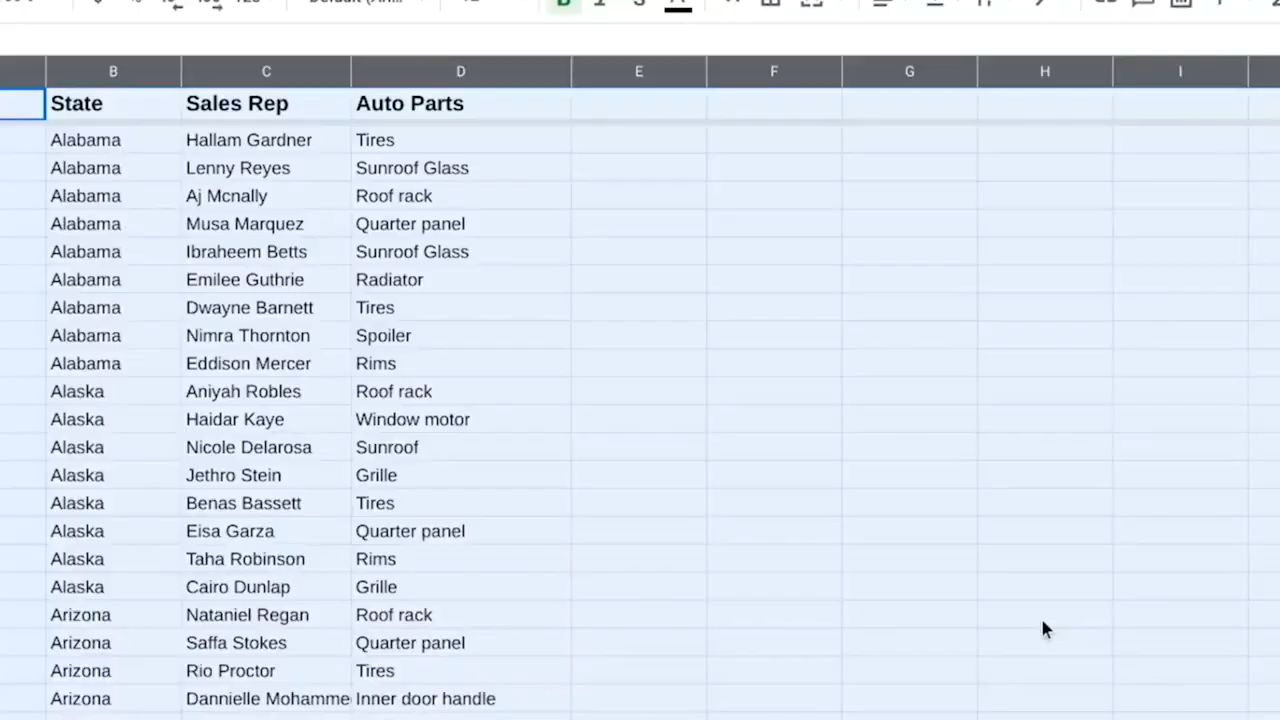 B C D E F G H I
State Sales Rep Auto Parts
Alabama Hallam Gardner Tires
Alabama Lenny Reyes Sunroof Glass
Alabama Aj Mcnally Roof rack
Alabama Musa Marquez Quarter panel
Alabama Ibraheem Betts Sunroof Glass
Alabama Emilee Guthrie Radiator
Alabama Dwayne Barnett Tires
Alabama Nimra Thornton Spoiler
Alabama Eddison Mercer Rims
Alaska Aniyah Robles Roof rack
Alaska Haidar Kaye Window motor
Alaska Nicole Delarosa Sunroof
Alaska Jethro Stein Grille
Alaska Benas Bassett Tires
Alaska Eisa Garza Quarter panel
Alaska Taha Robinson Rims
Alaska Cairo Dunlap Grille
Arizona Nataniel Regan Roof rack
Arizona Saffa Stokes Quarter panel
Arizona Rio Proctor Tires
Arizona Dannielle Mohamme Inner door handle